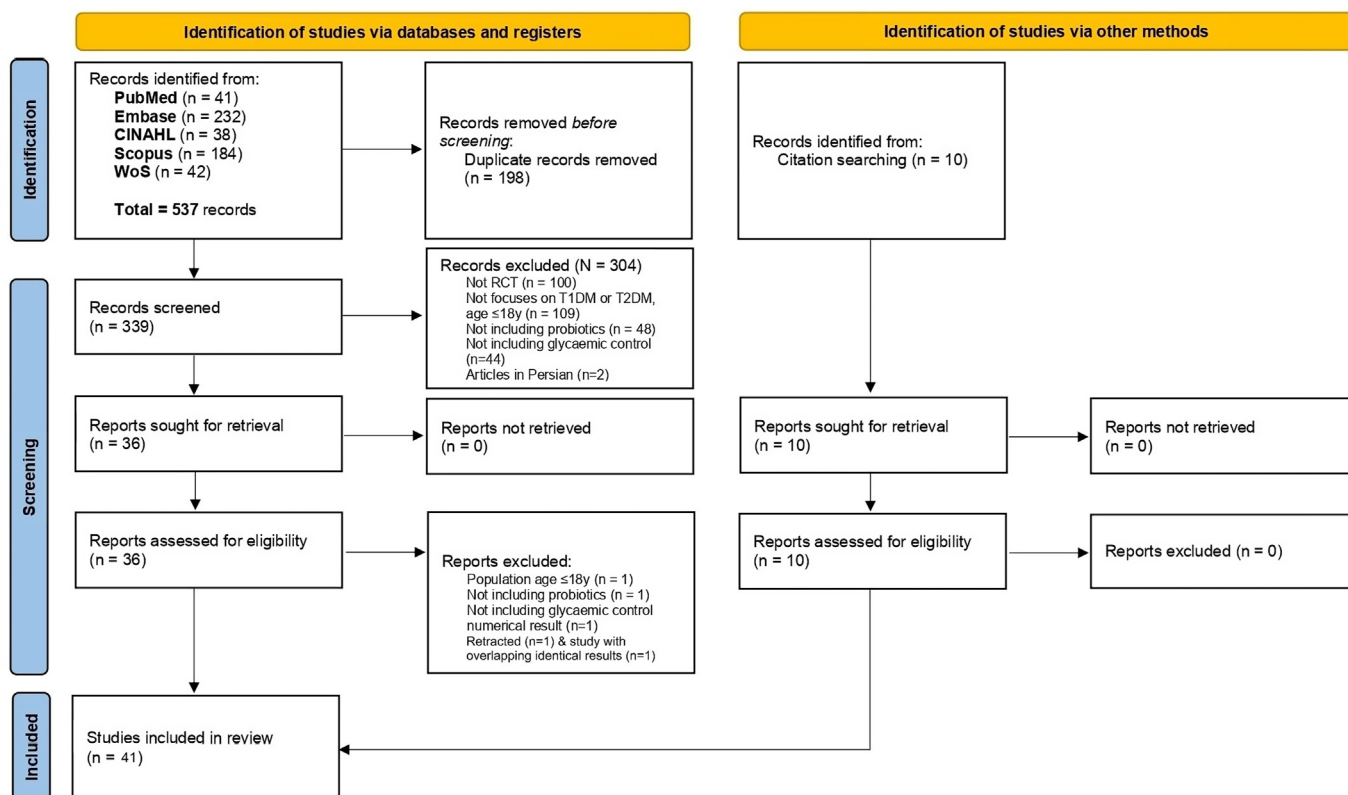 Identification of studies via databases and registers
Identification of studies via other methods
Identification
Records identified from:
PubMed (n = 41)
Embase (n = 232)
CINAHL (n = 38)
Scopus (n = 184)
WoS (n = 42)
Total = 537 records
Records removed before
screening:
Duplicate records removed
(n = 198)
Records identified from:
Citation searching (n = 10)
Screening
Records screened
(n = 339)
Records excluded (N = 304)
Not RCT (n = 100)
Not focuses on T1DM or T2DM,
age ≤18y (n = 109)
Not including probiotics (n = 48)
Not including glycaemic control
(n=44)
Articles in Persian (n=2)
Reports sought for retrieval
(n = 36)
Reports not retrieved
(n = 0)
Reports sought for retrieval
(n = 10)
Reports not retrieved
(n = 0)
Reports assessed for eligibility
(n = 36)
Reports excluded:
Population age ≤18y (n = 1)
Not including probiotics (n = 1)
Not including glycaemic control
numerical result (n=1)
Retracted (n=1) & study with
overlapping identical results (n=1)
Reports assessed for eligibility
(n = 10)
Reports excluded (n = 0)
Included
Studies included in review
(n = 41)